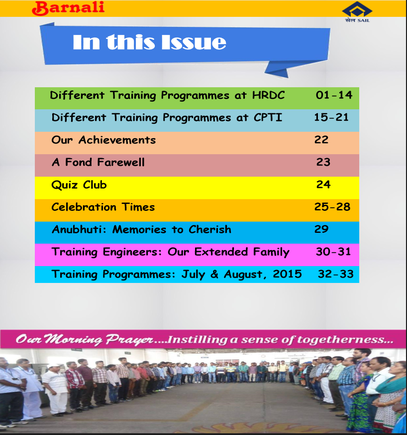 Barnali
सेल SAIL
In this Issue
Different Training Programmes at HRDC 01-14
Different Training Programmes at CPTI 15-21
Our Achievements 22
A Fond Farewell 23
Quiz Club 24
Celebration Times 25-28
Anubhuti: Memories to Cherish 29
Training Engineers: Our Extended Family 30-31
Training Programmes: July & August, 2015 32-33
Our Morning Prayer....Instilling a sense of togetherness...